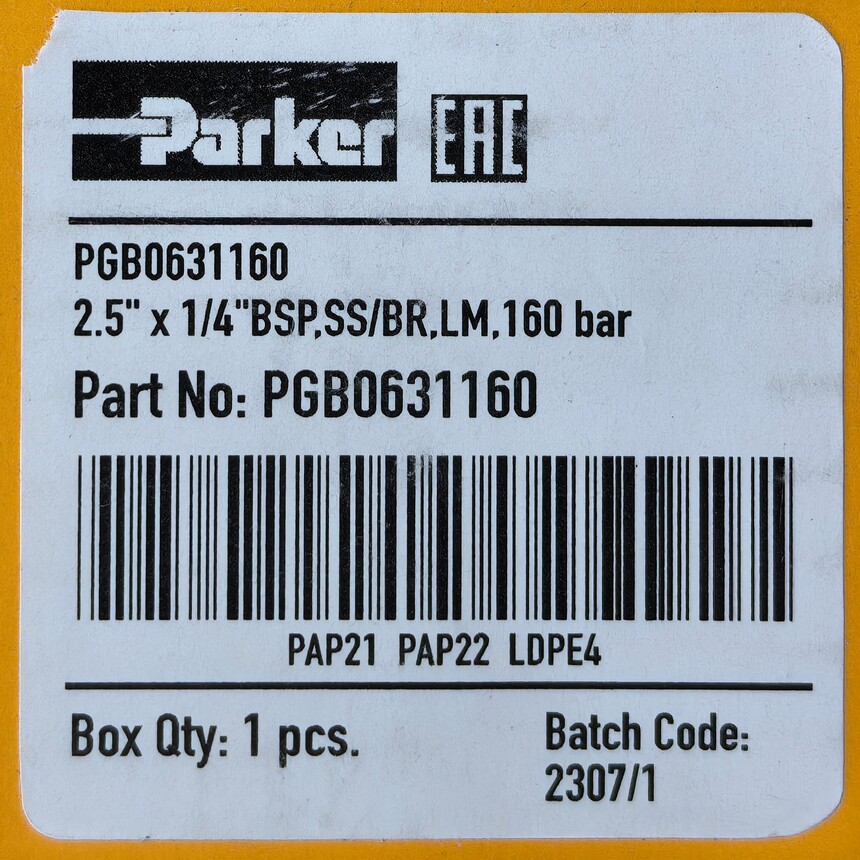 Parker EAC
PGB0631160
2.5" x 1/4"BSP,SS/BR,LM,160 bar
Part No: PGB0631160
PAP21 PAP22 LDPE4
Box Qty: 1 pcs.
Batch Code:
2307/1